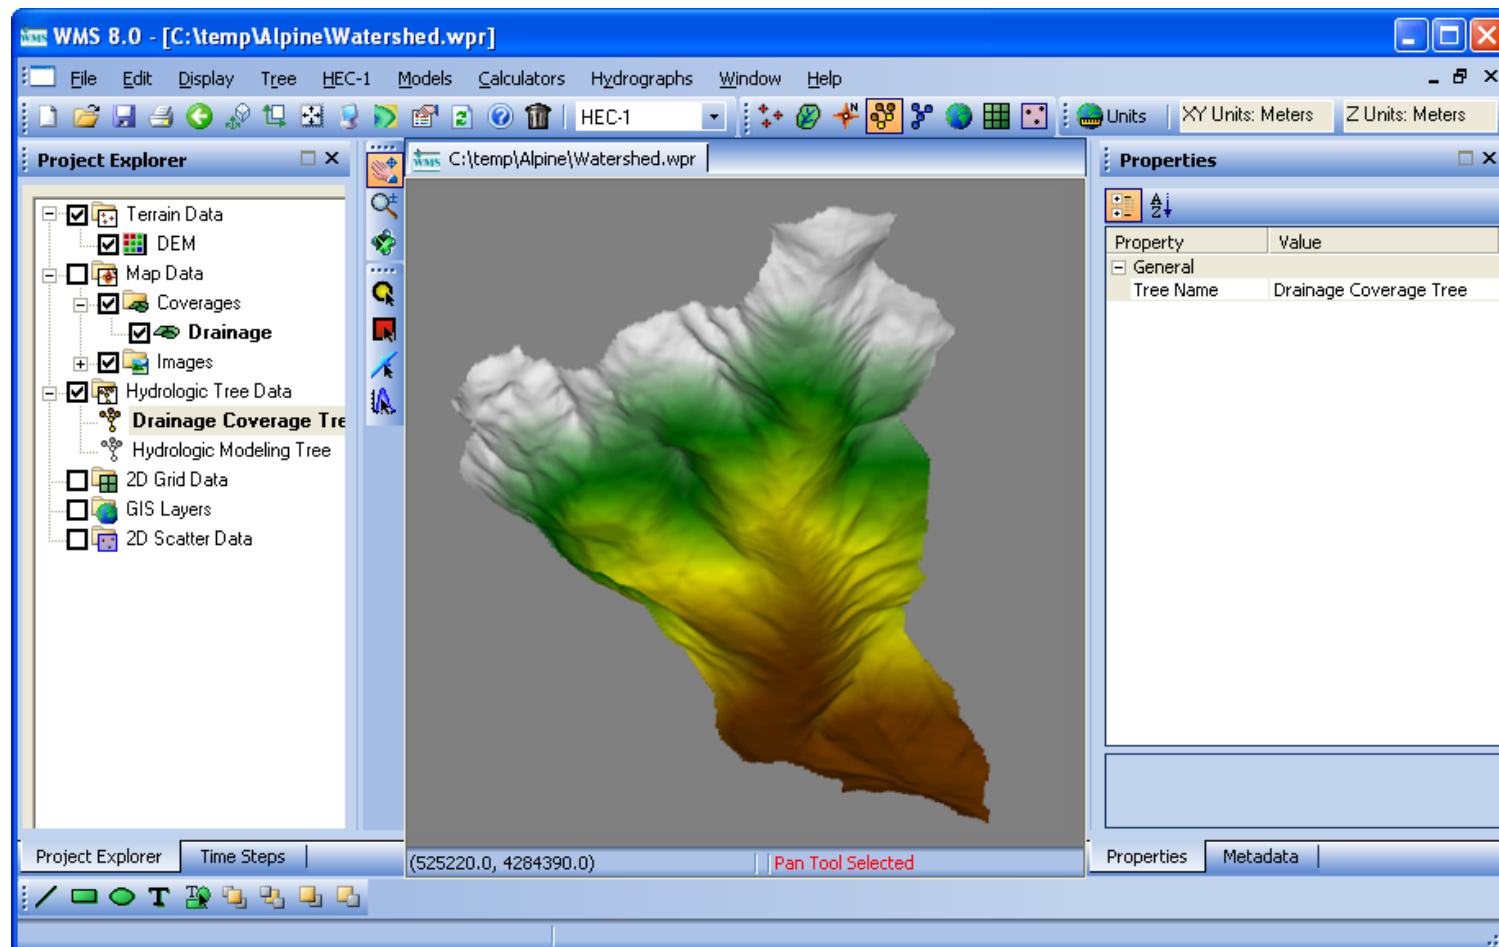 WMS 8.0 - [C:\temp\Alpine\Watershed.wpr]
File Edit Display Tree HEC-1 Models Calculators Hydrographs Window Help
HEC-1 Units XY Units: Meters Z Units: Meters
Project Explorer
C:\temp\Alpine\Watershed.wpr
Properties
Terrain Data
DEM
Map Data
Coverages
Drainage
Images
Hydrologic Tree Data
Drainage Coverage Tre
Hydrologic Modeling Tree
2D Grid Data
GIS Layers
2D Scatter Data
Property Value
General
Tree Name Drainage Coverage Tree
Project Explorer Time Steps
(525220.0, 4284390.0) Pan Tool Selected
Properties Metadata